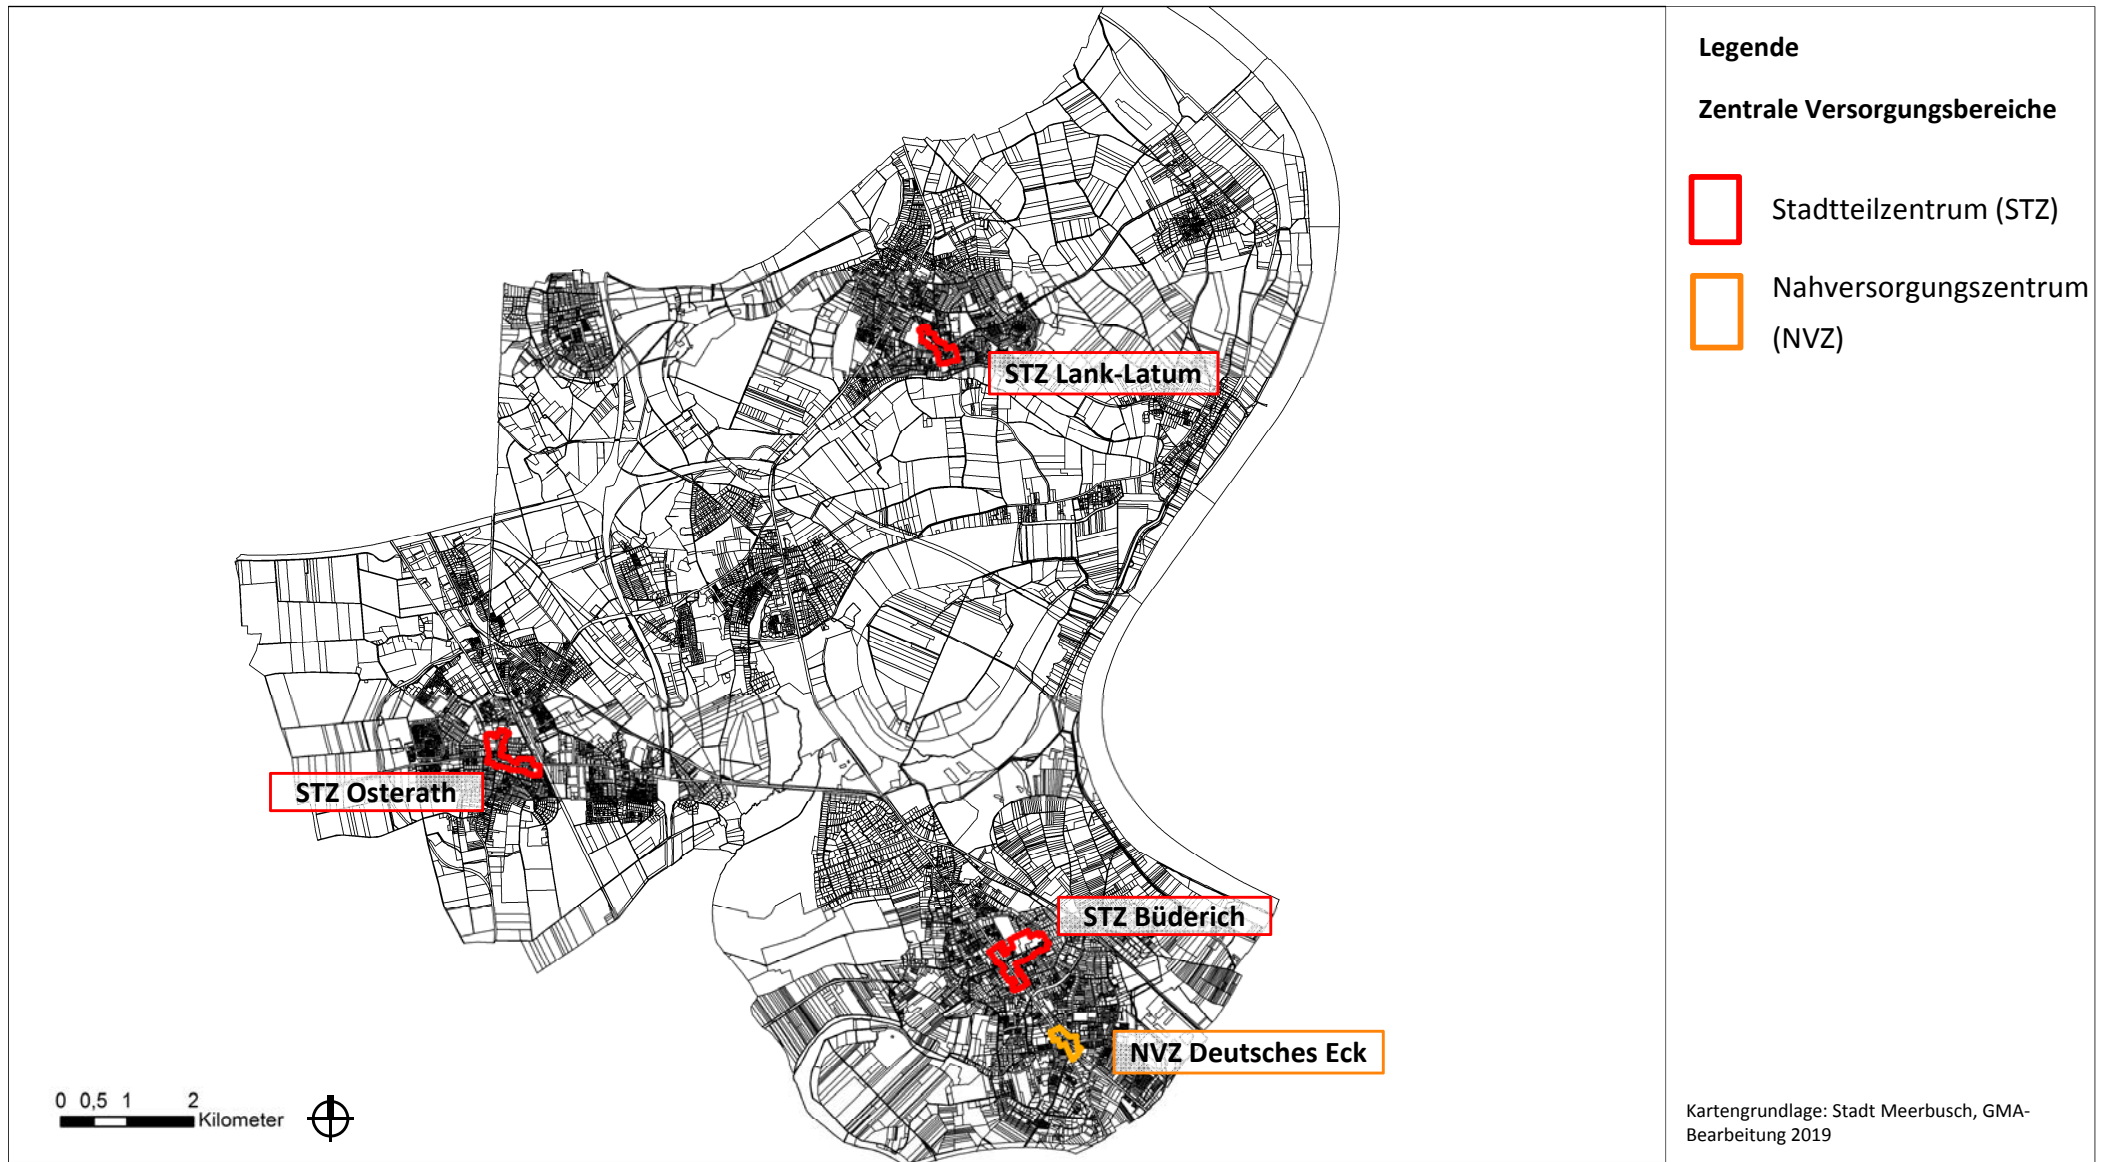 Legende
Zentrale Versorgungsbereiche
Stadtteilzentrum (STZ)
Nahversorgungszentrum
(NVZ)
STZ Lank-Latum
STZ Osterath
STZ Büderich
NVZ Deutsches Eck
0 0,5 1 2
Kilometer
Kartengrundlage: Stadt Meerbusch, GMA-
Bearbeitung 2019